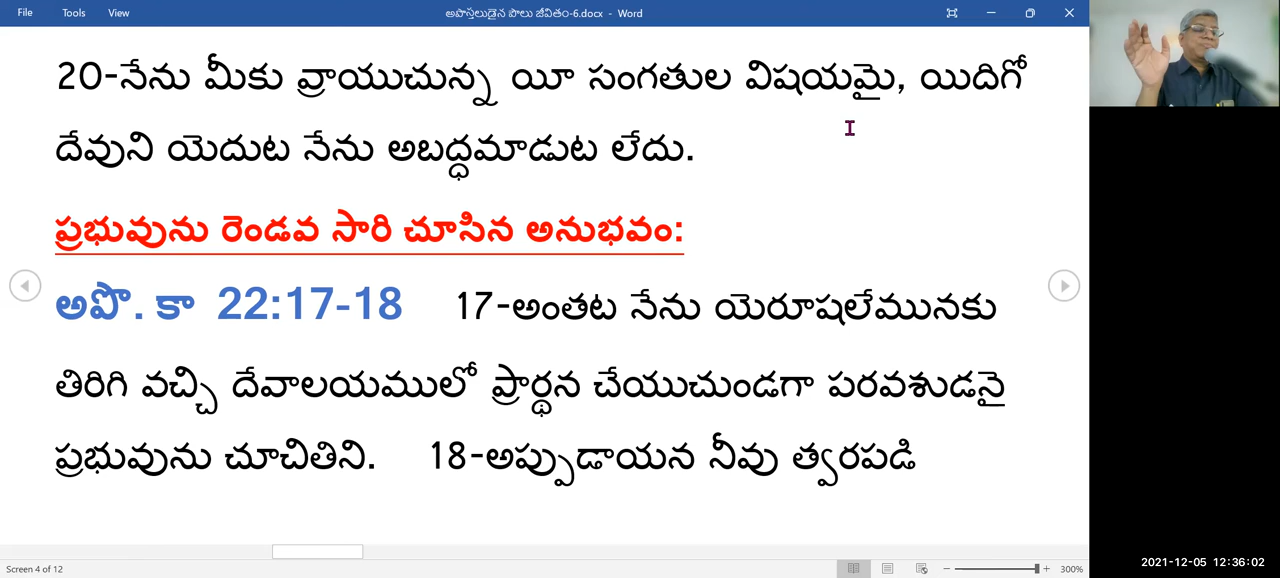 File Tools View అపొస్తలుడైన పౌలు జీవితం-6.docx - Word
20-నేను మీకు వ్రాయుచున్న యీ సంగతుల విషయమై, యిదిగో
దేవుని యెదుట నేను అబద్ధమాడుట లేదు.
ప్రభువును రెండవ సారి చూసిన అనుభవం:
అపొ. కా 22:17-18 17-అంతట నేను యెరూషలేమునకు
తిరిగి వచ్చి దేవాలయములో ప్రార్థన చేయుచుండగా పరవశుడనై
ప్రభువును చూచితిని. 18-అప్పుడాయన నీవు త్వరపడి
2021-12-05 12:36:02
Screen 4 of 12 300%